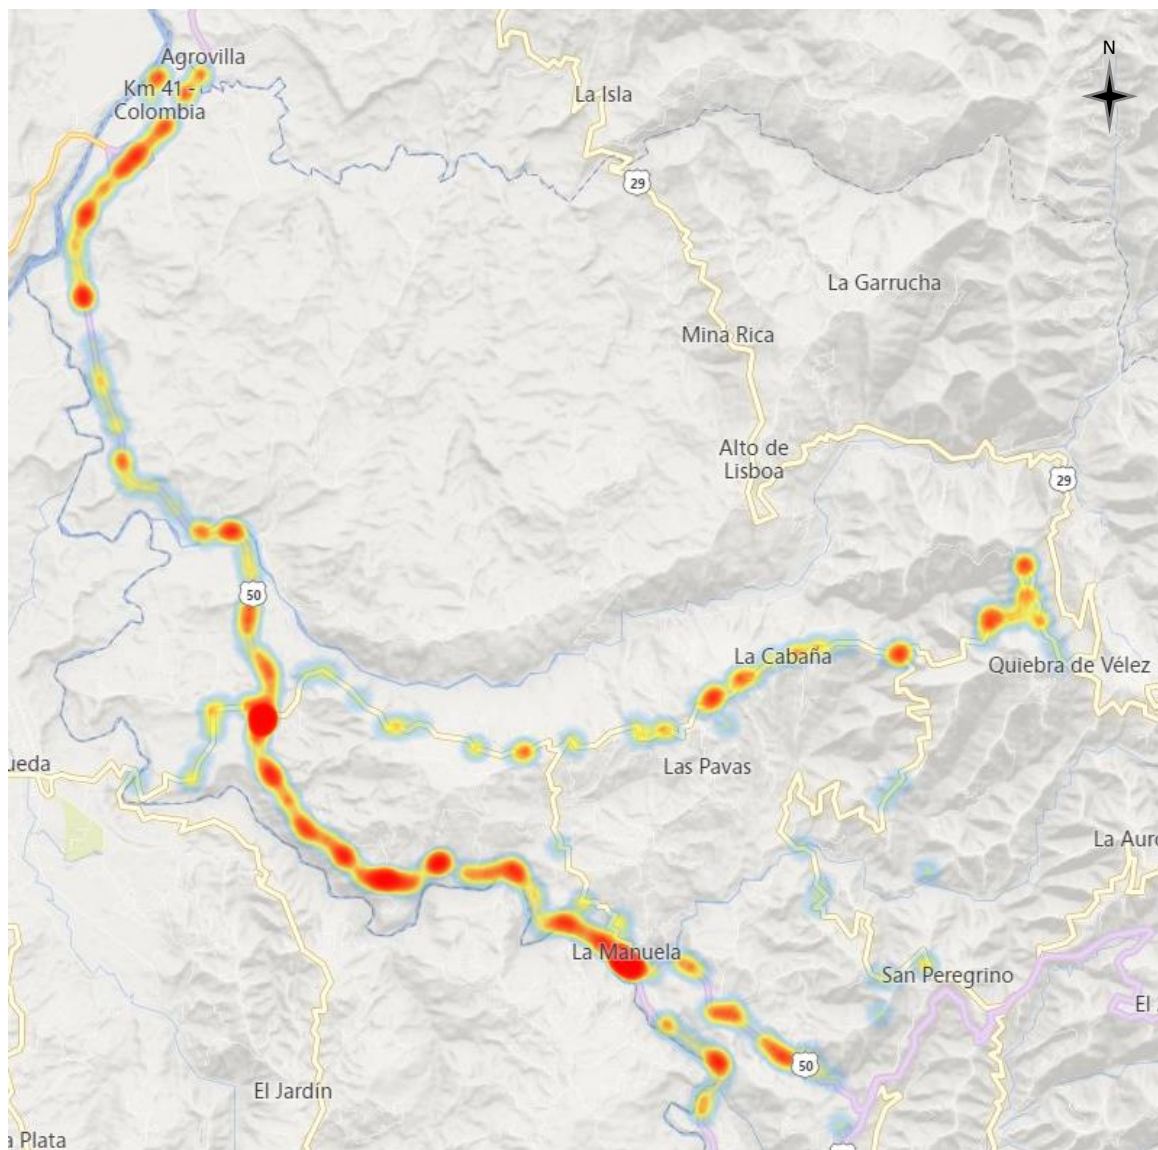 N
Agrovilla
Km 41 -
Colombia
La Isla
29
La Garrucha
Mina Rica
Alto de
Lisboa
29
50
La Cabaña
Quiebra de Vélez
ueda
Las Pavas
La Auro
La Manuela
San Peregrino
El
50
El Jardín
a Plata